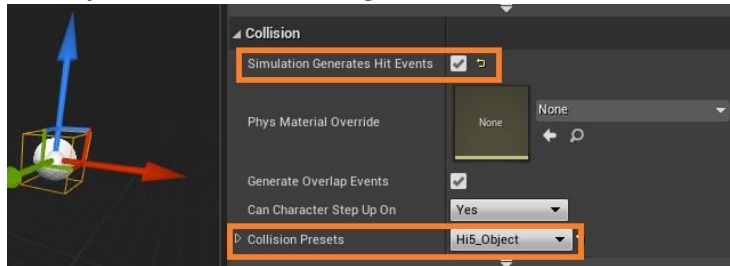 Collision
Simulation Generates Hit Events
Phys Material Override
None
None
Generate Overlap Events
Can Character Step Up On
Yes
Collision Presets
Hi5_Object